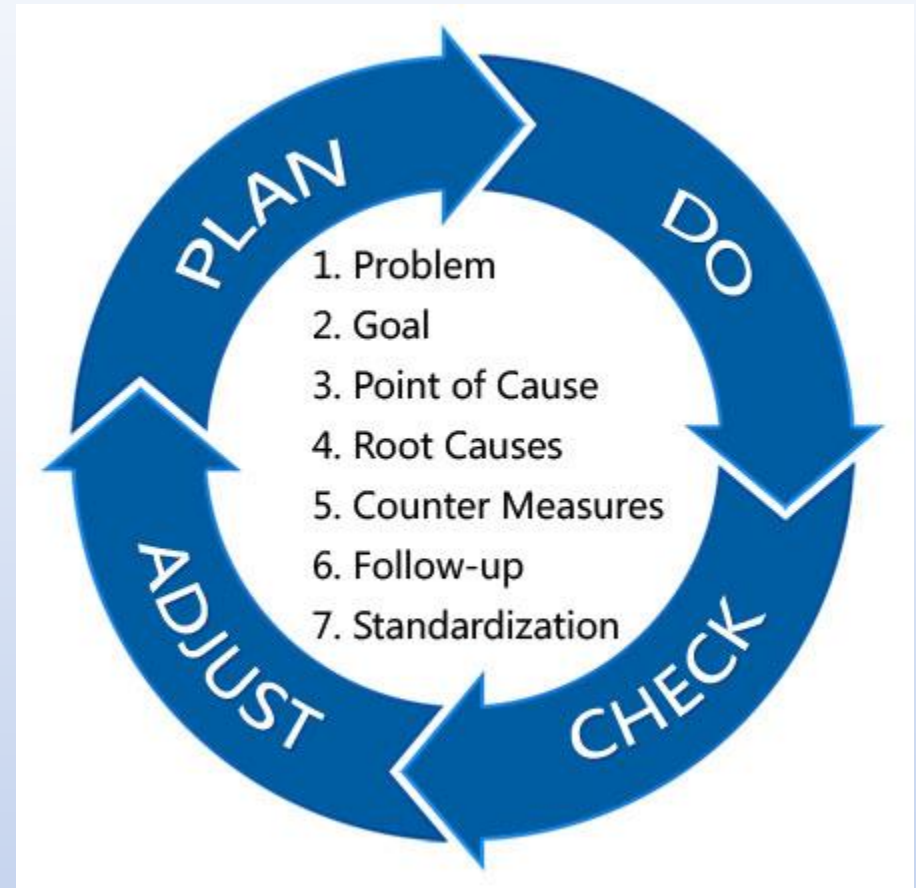 PLAN
DO
1. Problem
2. Goal
3. Point of Cause
4. Root Causes
5. Counter Measures
6. Follow-up
7. Standardization
CHECK
ADJUST